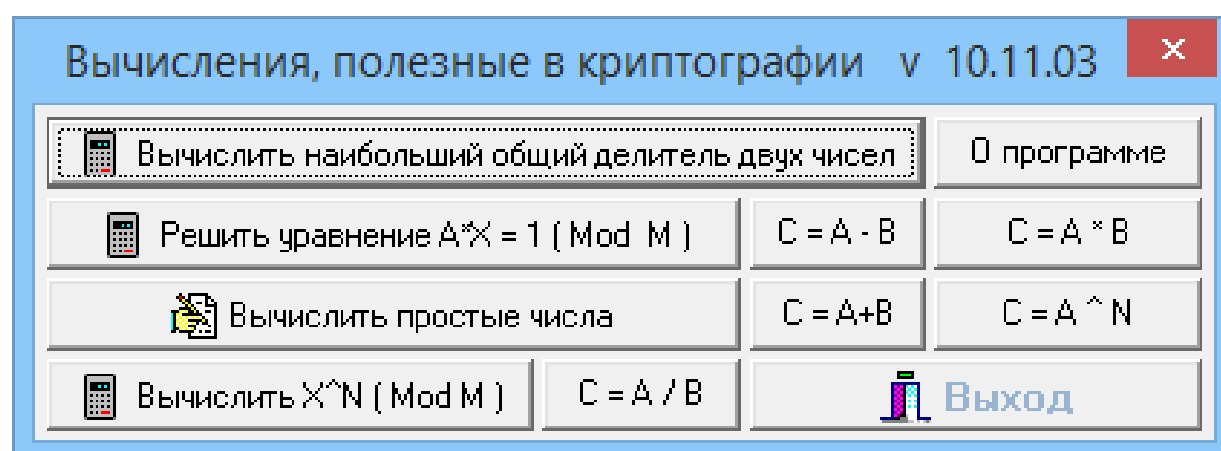 Вычисления, полезные в криптографии v 10.11.03
Вычислить наибольший общий делитель двух чисел О программе
Решить уравнение A*X = 1 ( Mod M ) C = A - B C = A * B
Вычислить простые числа C = A+B C = A ^ N
Вычислить X^N ( Mod M ) C = A / B Выход